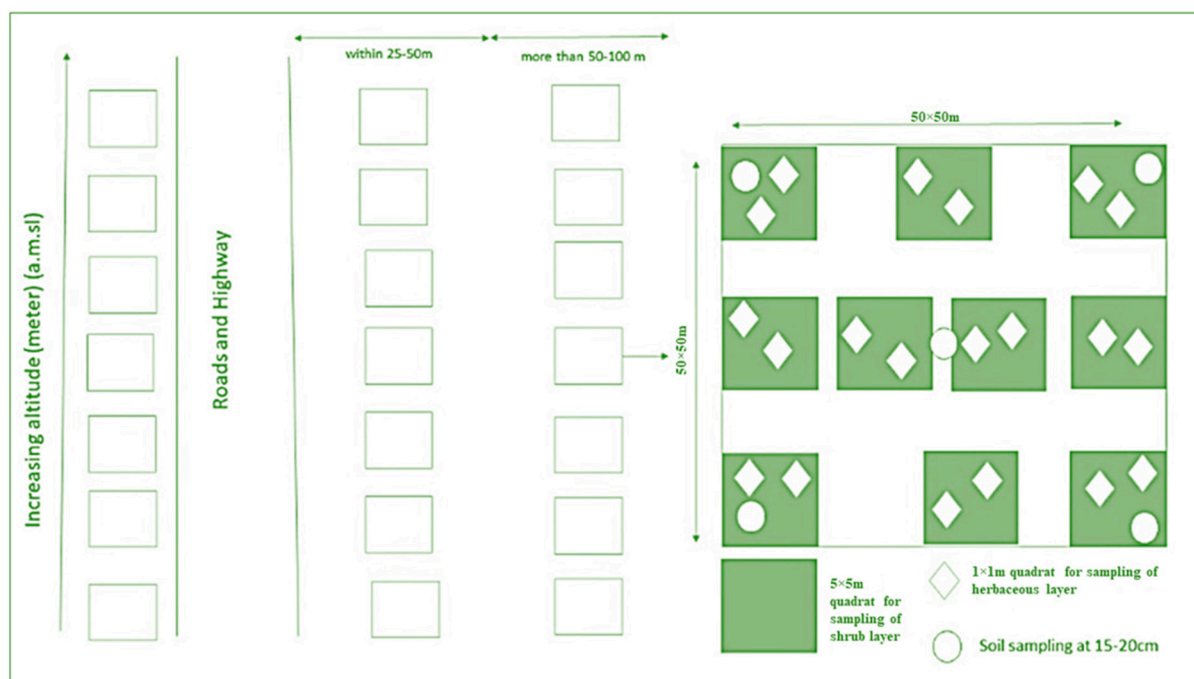 Increasing altitude (meter) (a.m.sl)
Roads and Highway
within 25-50m
more than 50-100 m
50×50m
50×50m
5×5m
quadrat for
sampling of
shrub layer
1×1m quadrat for sampling of
herbaceous layer
Soil sampling at 15-20cm